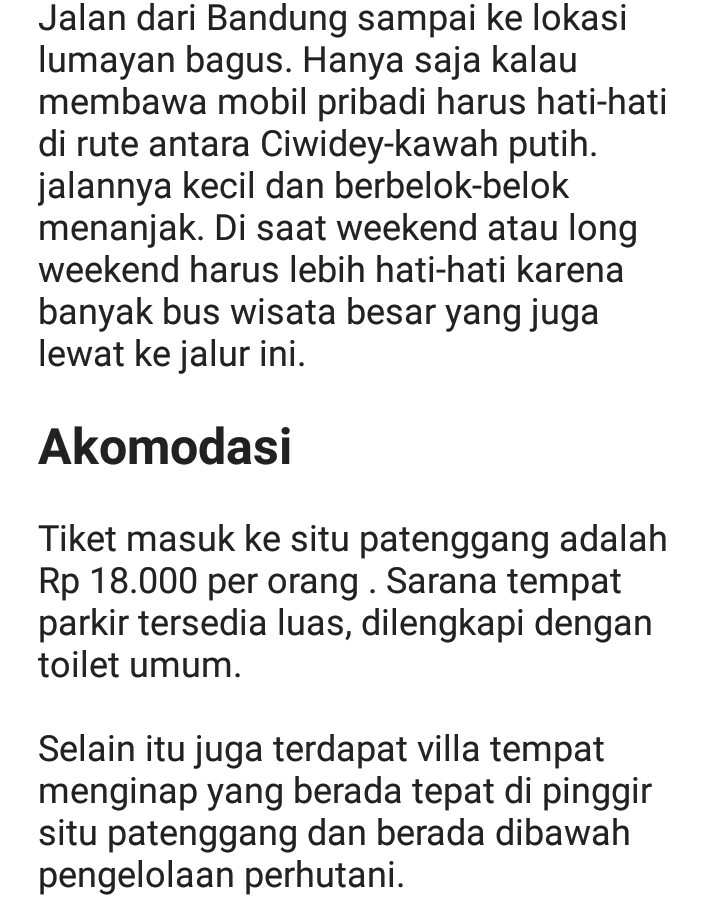 Jalan dari Bandung sampai ke lokasi
lumayan bagus. Hanya saja kalau
membawa mobil pribadi harus hati-hati
di rute antara Ciwidey-kawah putih.
jalannya kecil dan berbelok-belok
menanjak. Di saat weekend atau long
weekend harus lebih hati-hati karena
banyak bus wisata besar yang juga
lewat ke jalur ini.
Akomodasi
Tiket masuk ke situ patenggang adalah
Rp 18.000 per orang . Sarana tempat
parkir tersedia luas, dilengkapi dengan
toilet umum.
Selain itu juga terdapat villa tempat
menginap yang berada tepat di pinggir
situ patenggang dan berada dibawah
pengelolaan perhutani.